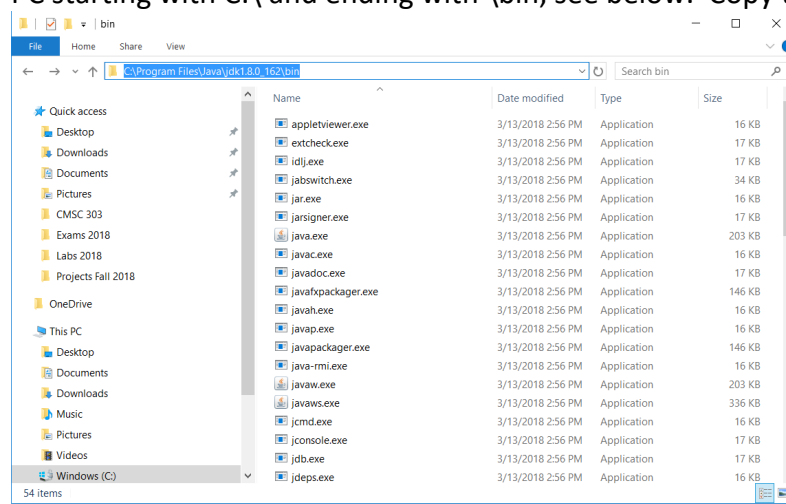 PC starting with C:\ and ending with \bin, see below. Copy
bin
File Home Share View
C:\Program Files\Java\jdk1.8.0_162\bin Search bin
Quick access
Desktop
Downloads
Documents
Pictures
CMSC 303
Exams 2018
Labs 2018
Projects Fall 2018
OneDrive
This PC
Desktop
Documents
Downloads
Music
Pictures
Videos
Windows (C:)
Name Date modified Type Size
appletviewer.exe 3/13/2018 2:56 PM Application 16 KB
extcheck.exe 3/13/2018 2:56 PM Application 17 KB
idlj.exe 3/13/2018 2:56 PM Application 17 KB
jabswitch.exe 3/13/2018 2:56 PM Application 34 KB
jar.exe 3/13/2018 2:56 PM Application 16 KB
jarsigner.exe 3/13/2018 2:56 PM Application 17 KB
java.exe 3/13/2018 2:56 PM Application 203 KB
javac.exe 3/13/2018 2:56 PM Application 16 KB
javadoc.exe 3/13/2018 2:56 PM Application 17 KB
javafxpackager.exe 3/13/2018 2:56 PM Application 146 KB
javah.exe 3/13/2018 2:56 PM Application 16 KB
javap.exe 3/13/2018 2:56 PM Application 16 KB
javapackager.exe 3/13/2018 2:56 PM Application 146 KB
java-rmi.exe 3/13/2018 2:56 PM Application 16 KB
javaw.exe 3/13/2018 2:56 PM Application 203 KB
javaws.exe 3/13/2018 2:56 PM Application 336 KB
jcmd.exe 3/13/2018 2:56 PM Application 16 KB
jconsole.exe 3/13/2018 2:56 PM Application 17 KB
jdb.exe 3/13/2018 2:56 PM Application 17 KB
jdeps.exe 3/13/2018 2:56 PM Application 16 KB
54 items